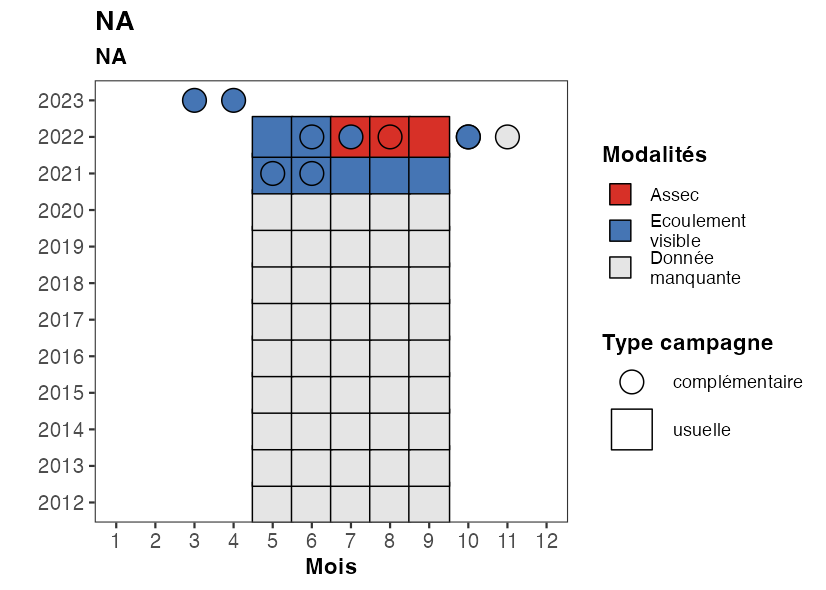 NA
NA
2023
2022
2021
2020
2019
2018
2017
2016
2015
2014
2013
2012
1 2 3 4 5 6 7 8 9 10 11 12
Mois
Modalités
Assec
Ecoulement
visible
Donnée
manquante
Type campagne
complémentaire
usuelle